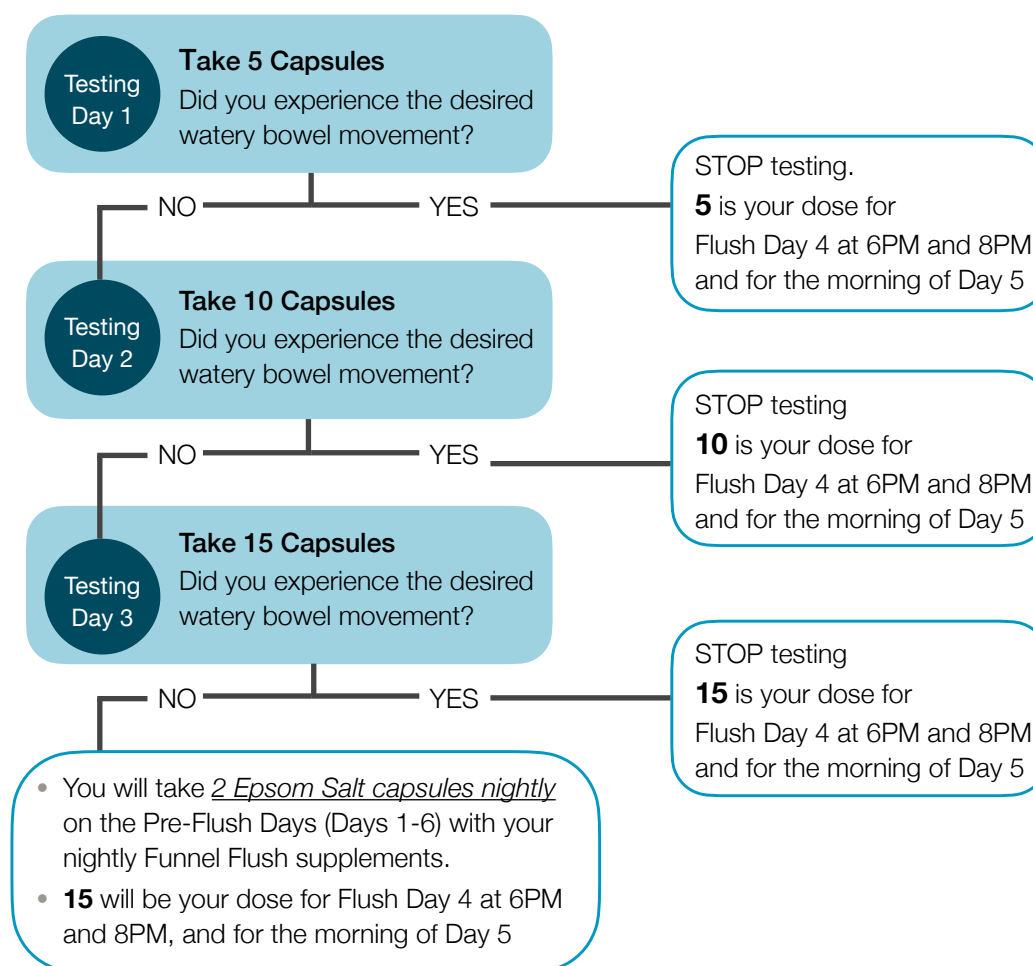 Testing
Day 1
Take 5 Capsules
Did you experience the desired
watery bowel movement?
NO
YES
STOP testing.
5 is your dose for
Flush Day 4 at 6PM and 8PM
and for the morning of Day 5
Testing
Day 2
Take 10 Capsules
Did you experience the desired
watery bowel movement?
NO
YES
STOP testing
10 is your dose for
Flush Day 4 at 6PM and 8PM
and for the morning of Day 5
Testing
Day 3
Take 15 Capsules
Did you experience the desired
watery bowel movement?
NO
YES
STOP testing
15 is your dose for
Flush Day 4 at 6PM and 8PM
and for the morning of Day 5
• You will take 2 Epsom Salt capsules nightly
on the Pre-Flush Days (Days 1-6) with your
nightly Funnel Flush supplements.
• 15 will be your dose for Flush Day 4 at 6PM
and 8PM, and for the morning of Day 5